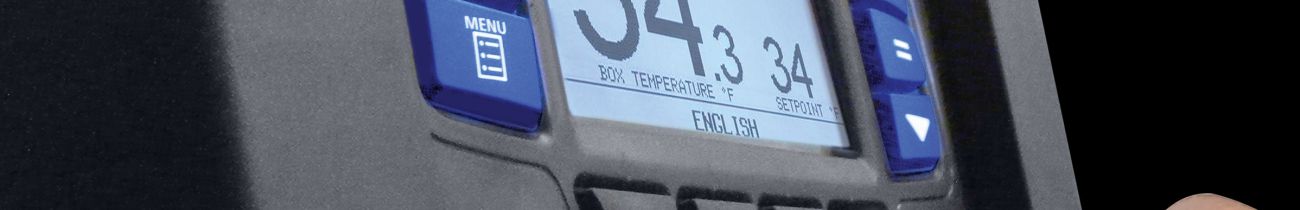 MENU
34.3
34
BOX TEMPERATURE °F
SETPOINT °F
ENGLISH